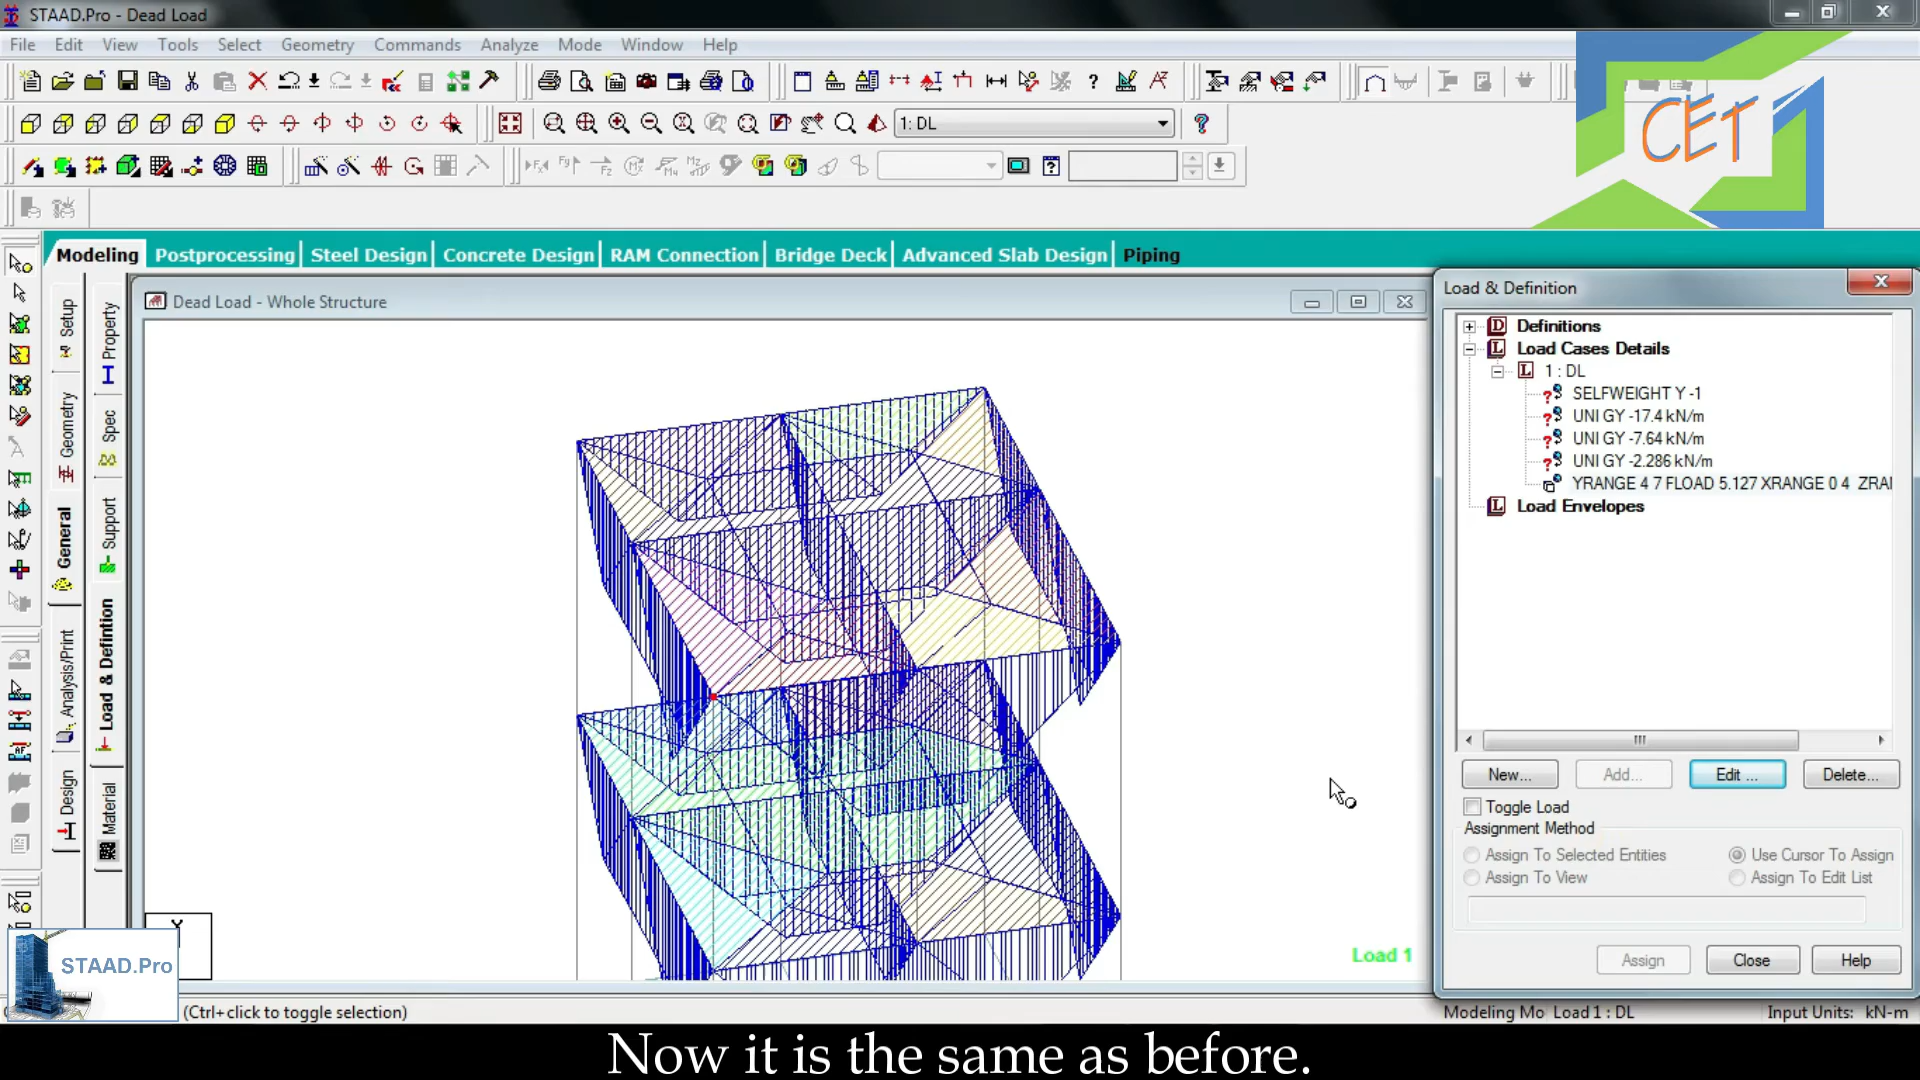 STAAD.Pro - Dead Load
File Edit View Tools Select Geometry Commands Analyze Mode Window Help
1: DL
CET
Modeling Postprocessing Steel Design Concrete Design RAM Connection Bridge Deck Advanced Slab Design Piping
Setup
Geometry
General
Analysis/Print
Design
Property
Spec
Support
Load & Definition
Material
Dead Load - Whole Structure
Load 1
Load & Definition
Definitions
Load Cases Details
1 : DL
SELFWEIGHT Y -1
UNI GY -17.4 kN/m
UNI GY -7.64 kN/m
UNI GY -2.286 kN/m
YRANGE 4 7 FLOAD 5.127 XRANGE 0 4 ZRA
Load Envelopes
New... Add... Edit ... Delete...
Toggle Load
Assignment Method
Assign To Selected Entities Use Cursor To Assign
Assign To View Assign To Edit List
Assign Close Help
STAAD.Pro
(Ctrl+click to toggle selection)
Modeling Mo Load 1 : DL Input Units: kN-m
Now it is the same as before.